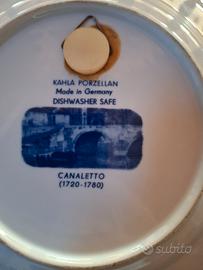 KAHLA PORZELLAN
Made in Germany
DISHWASHER SAFE
CANALETTO
(1720-1780)
subito